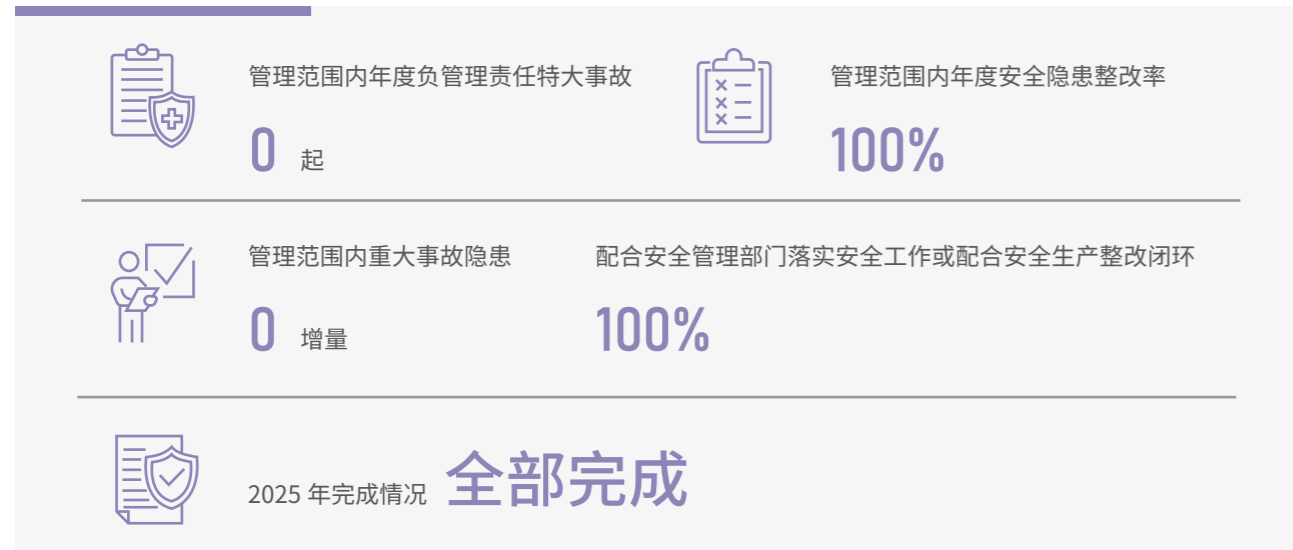 管理范围内年度负管理责任特大事故
0 起
管理范围内年度安全隐患整改率
100%
管理范围内重大事故隐患
0 增量
配合安全管理部门落实安全工作或配合安全生产整改闭环
100%
2025 年完成情况 全部完成